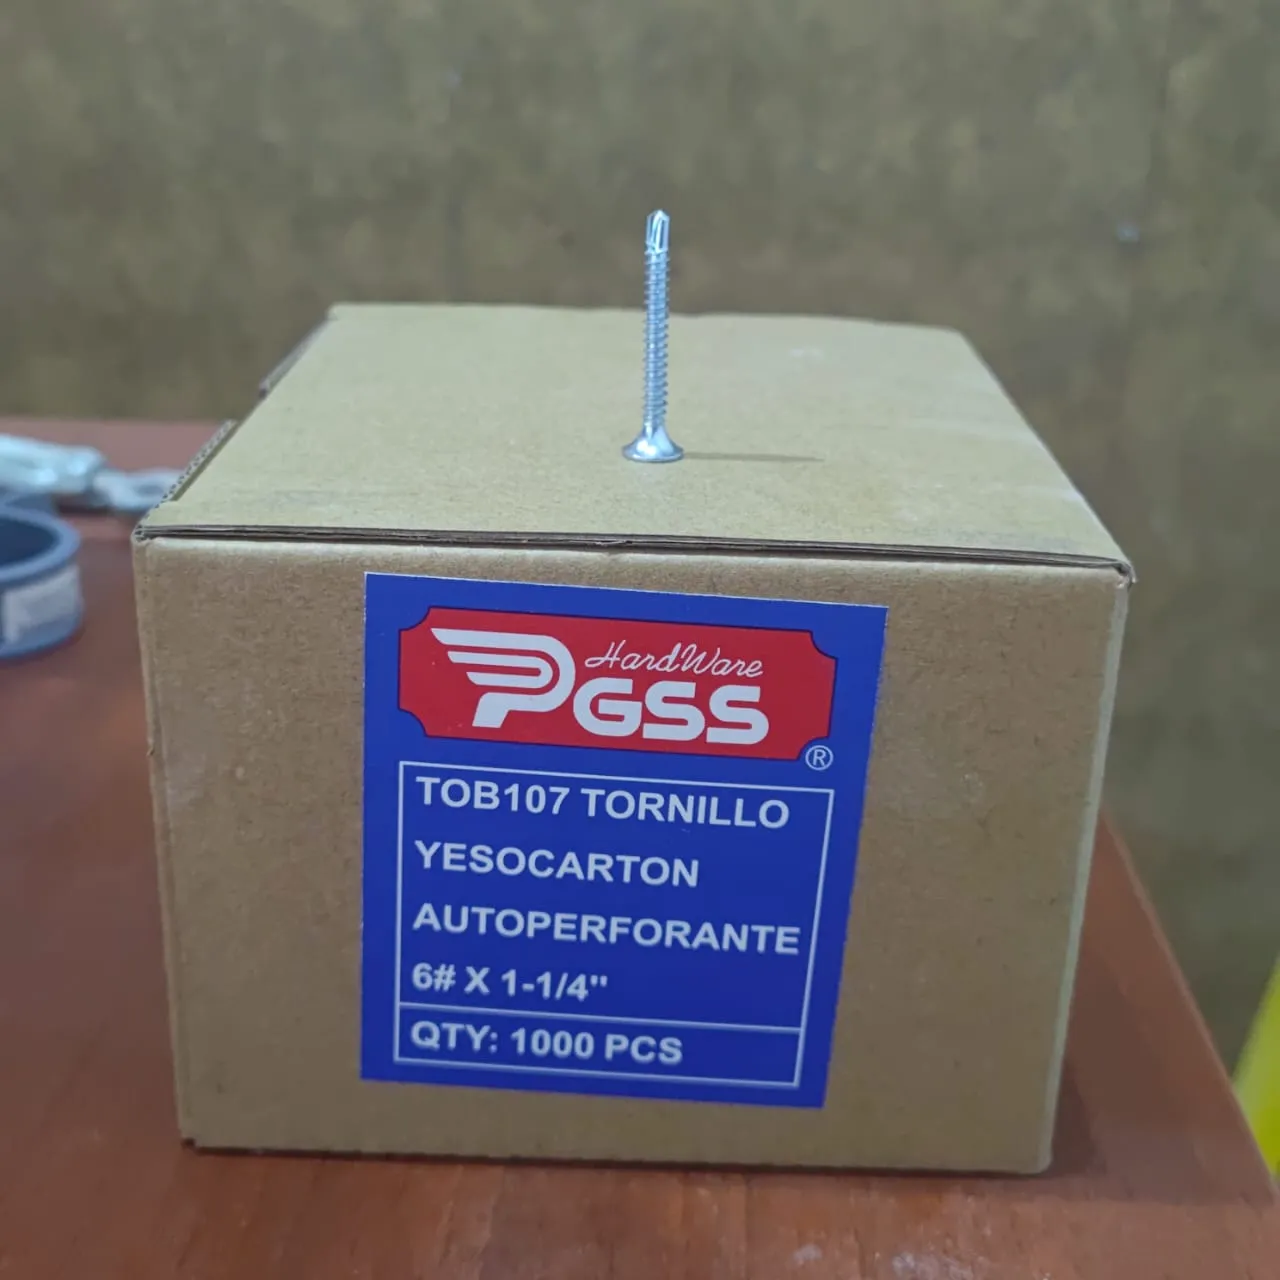 HardWare
PGSS
®
TOB107 TORNILLO
YESOCARTON
AUTOPERFORANTE
6# X 1-1/4"
QTY: 1000 PCS